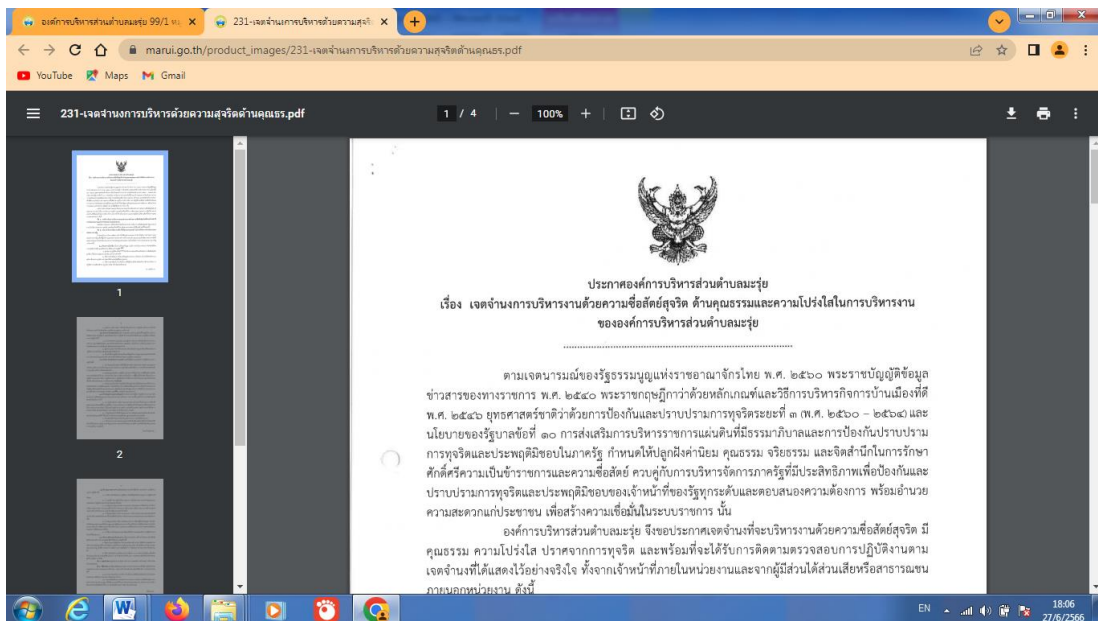 องค์การบริหารส่วนตำบลมะรุ่ย 99/1 หม
231-เจตจำนงการบริหารด้วยความสุจริ
marui.go.th/product_images/231-เจตจำนงการบริหารด้วยความสุจริตด้านคุณธร.pdf
YouTube Maps Gmail
231-เจตจำนงการบริหารด้วยความสุจริตด้านคุณธร.pdf 1 / 4 100%
1
2
ประกาศองค์การบริหารส่วนตำบลมะรุ่ย
เรื่อง เจตจำนงการบริหารงานด้วยความซื่อสัตย์สุจริต ด้านคุณธรรมและความโปร่งใสในการบริหารงาน
ขององค์การบริหารส่วนตำบลมะรุ่ย
ตามเจตนารมณ์ของรัฐธรรมนูญแห่งราชอาณาจักรไทย พ.ศ. ๒๕๖๐ พระราชบัญญัติข้อมูล
ข่าวสารของทางราชการ พ.ศ. ๒๕๔๐ พระราชกฤษฎีกาว่าด้วยหลักเกณฑ์และวิธีการบริหารกิจการบ้านเมืองที่ดี
พ.ศ. ๒๕๔๖ ยุทธศาสตร์ชาติว่าด้วยการป้องกันและปราบปรามการทุจริตระยะที่ ๓ (พ.ศ. ๒๕๖๐ – ๒๕๖๔) และ
นโยบายของรัฐบาลข้อที่ ๑๐ การส่งเสริมการบริหารราชการแผ่นดินที่มีธรรมาภิบาลและการป้องกันปราบปราม
การทุจริตและประพฤติมิชอบในภาครัฐ กำหนดให้ปลูกฝังค่านิยม คุณธรรม จริยธรรม และจิตสำนึกในการรักษา
ศักดิ์ศรีความเป็นข้าราชการและความซื่อสัตย์ ควบคู่กับการบริหารจัดการภาครัฐที่มีประสิทธิภาพเพื่อป้องกันและ
ปราบปรามการทุจริตและประพฤติมิชอบของเจ้าหน้าที่ของรัฐทุกระดับและตอบสนองความต้องการ พร้อมอำนวย
ความสะดวกแก่ประชาชน เพื่อสร้างความเชื่อมั่นในระบบราชการ นั้น
องค์การบริหารส่วนตำบลมะรุ่ย จึงขอประกาศเจตจำนงที่จะบริหารงานด้วยความซื่อสัตย์สุจริต มี
คุณธรรม ความโปร่งใส ปราศจากการทุจริต และพร้อมที่จะได้รับการติดตามตรวจสอบการปฏิบัติงานตาม
เจตจำนงที่ได้แสดงไว้อย่างจริงใจ ทั้งจากเจ้าหน้าที่ภายในหน่วยงานและจากผู้มีส่วนได้ส่วนเสียหรือสาธารณชน
ภายนอกหน่วยงาน ดังนี้
EN 18:06
27/6/2566